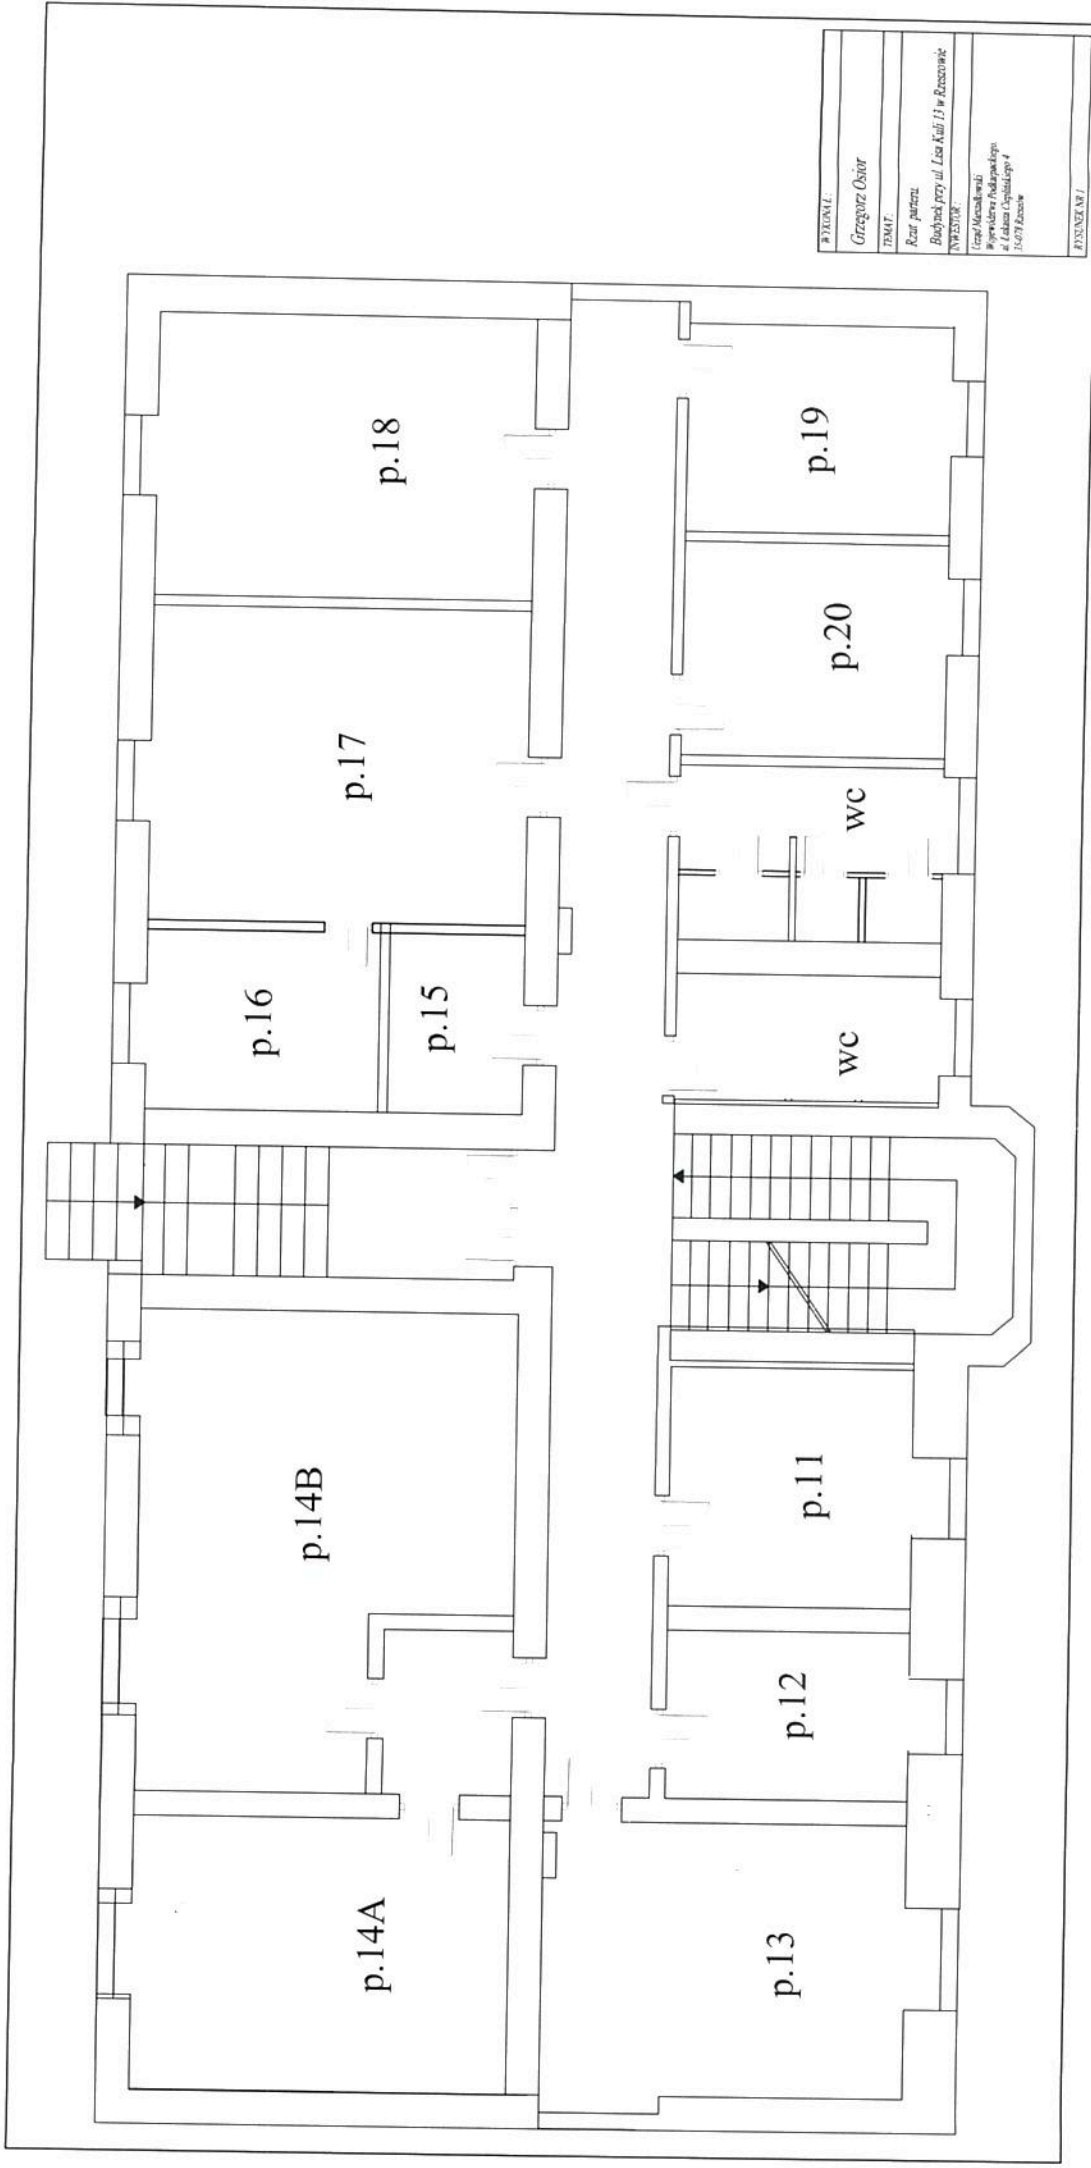 p.14A
p.14B
p.16
p.15
p.17
p.18
p.13
p.12
p.11
wc
wc
p.20
p.19
WYKONAŁ:
Grzegorz Osior
TEMAT:
Rzut parteru
Budynek przy ul. Lisa Kuli 13 w Rzeszowie
INWESTOR:
Urząd Marszałkowski
Województwa Podkarpackiego
al. Łukasza Cieplińskiego 4
35-078 Rzeszów
RYSUNEK NR 1